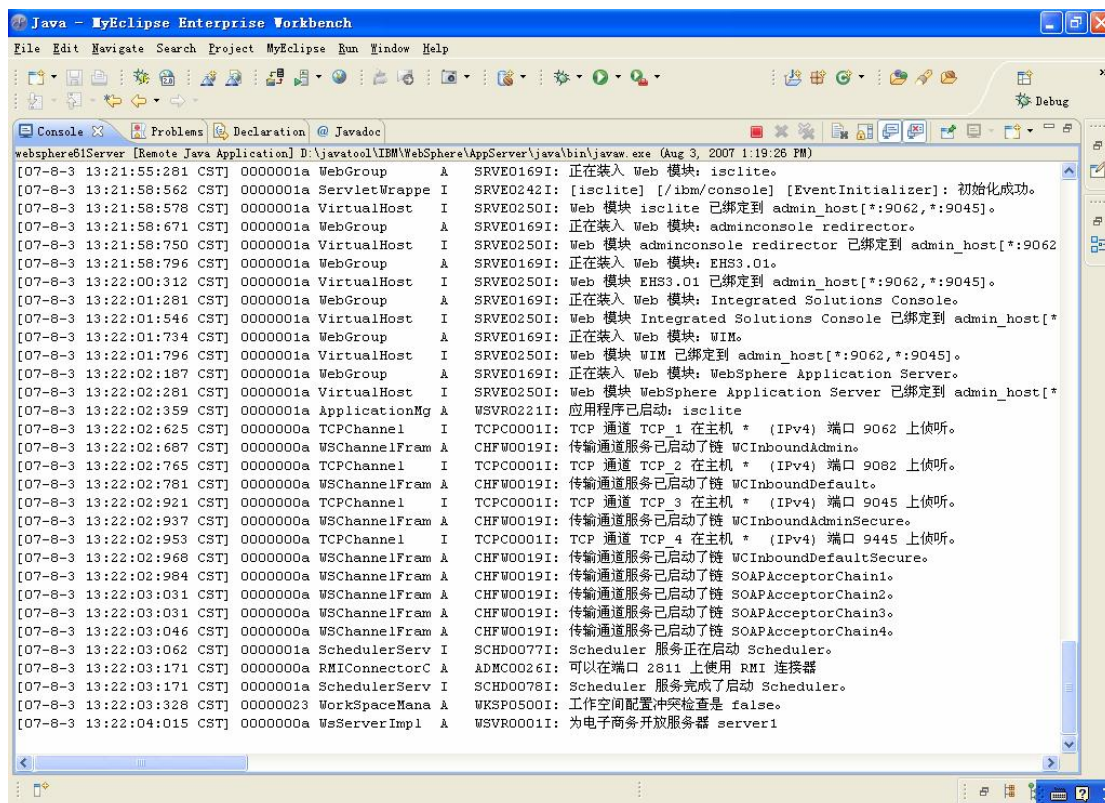 Java - MyEclipse Enterprise Workbench
File Edit Navigate Search Project MyEclipse Run Window Help
Debug
Console Problems Declaration @ Javadoc
websphere61Server [Remote Java Application] D:\javatool\IBM\WebSphere\AppServer\java\bin\javaw.exe (Aug 3, 2007 1:19:26 PM)
[07-8-3 13:21:55:281 CST] 0000001a WebGroup A SRVE0169I: 正在装入 Web 模块: isclite。
[07-8-3 13:21:58:562 CST] 0000001a ServletWrappe I SRVE0242I: [isclite] [/ibm/console] [EventInitializer]: 初始化成功。
[07-8-3 13:21:58:578 CST] 0000001a VirtualHost I SRVE0250I: Web 模块 isclite 已绑定到 admin_host[*:9062,*:9045]。
[07-8-3 13:21:58:671 CST] 0000001a WebGroup A SRVE0169I: 正在装入 Web 模块: adminconsole redirector。
[07-8-3 13:21:58:750 CST] 0000001a VirtualHost I SRVE0250I: Web 模块 adminconsole redirector 已绑定到 admin_host[*:9062
[07-8-3 13:21:58:796 CST] 0000001a WebGroup A SRVE0169I: 正在装入 Web 模块: EHS3.01。
[07-8-3 13:22:00:312 CST] 0000001a VirtualHost I SRVE0250I: Web 模块 EHS3.01 已绑定到 admin_host[*:9062,*:9045]。
[07-8-3 13:22:01:281 CST] 0000001a WebGroup A SRVE0169I: 正在装入 Web 模块: Integrated Solutions Console。
[07-8-3 13:22:01:546 CST] 0000001a VirtualHost I SRVE0250I: Web 模块 Integrated Solutions Console 已绑定到 admin_host[*
[07-8-3 13:22:01:734 CST] 0000001a WebGroup A SRVE0169I: 正在装入 Web 模块: WIM。
[07-8-3 13:22:01:796 CST] 0000001a VirtualHost I SRVE0250I: Web 模块 WIM 已绑定到 admin_host[*:9062,*:9045]。
[07-8-3 13:22:02:187 CST] 0000001a WebGroup A SRVE0169I: 正在装入 Web 模块: WebSphere Application Server。
[07-8-3 13:22:02:281 CST] 0000001a VirtualHost I SRVE0250I: Web 模块 WebSphere Application Server 已绑定到 admin_host[*
[07-8-3 13:22:02:359 CST] 0000001a ApplicationMg A WSVR0221I: 应用程序已启动: isclite
[07-8-3 13:22:02:625 CST] 0000000a TCPChannel I TCPC0001I: TCP 通道 TCP_1 在主机 * (IPv4) 端口 9062 上侦听。
[07-8-3 13:22:02:687 CST] 0000000a WSChannelFram A CHFW0019I: 传输通道服务已启动了链 WCInboundAdmin。
[07-8-3 13:22:02:765 CST] 0000000a TCPChannel I TCPC0001I: TCP 通道 TCP_2 在主机 * (IPv4) 端口 9082 上侦听。
[07-8-3 13:22:02:781 CST] 0000000a WSChannelFram A CHFW0019I: 传输通道服务已启动了链 WCInboundDefault。
[07-8-3 13:22:02:921 CST] 0000000a TCPChannel I TCPC0001I: TCP 通道 TCP_3 在主机 * (IPv4) 端口 9045 上侦听。
[07-8-3 13:22:02:937 CST] 0000000a WSChannelFram A CHFW0019I: 传输通道服务已启动了链 WCInboundAdminSecure。
[07-8-3 13:22:02:953 CST] 0000000a TCPChannel I TCPC0001I: TCP 通道 TCP_4 在主机 * (IPv4) 端口 9445 上侦听。
[07-8-3 13:22:02:968 CST] 0000000a WSChannelFram A CHFW0019I: 传输通道服务已启动了链 WCInboundDefaultSecure。
[07-8-3 13:22:02:984 CST] 0000000a WSChannelFram A CHFW0019I: 传输通道服务已启动了链 SOAPAcceptorChain1。
[07-8-3 13:22:03:031 CST] 0000000a WSChannelFram A CHFW0019I: 传输通道服务已启动了链 SOAPAcceptorChain2。
[07-8-3 13:22:03:031 CST] 0000000a WSChannelFram A CHFW0019I: 传输通道服务已启动了链 SOAPAcceptorChain3。
[07-8-3 13:22:03:046 CST] 0000000a WSChannelFram A CHFW0019I: 传输通道服务已启动了链 SOAPAcceptorChain4。
[07-8-3 13:22:03:062 CST] 0000001a SchedulerServ I SCHD0077I: Scheduler 服务正在启动 Scheduler。
[07-8-3 13:22:03:171 CST] 0000000a RMIConnectorC A ADMC0026I: 可以在端口 2811 上使用 RMI 连接器
[07-8-3 13:22:03:171 CST] 0000001a SchedulerServ I SCHD0078I: Scheduler 服务完成了启动 Scheduler。
[07-8-3 13:22:03:328 CST] 00000023 WorkSpaceMana A WKSP0500I: 工作空间配置冲突检查是 false。
[07-8-3 13:22:04:015 CST] 0000000a WsServerImpl A WSVR0001I: 为电子商务开放服务器 server1